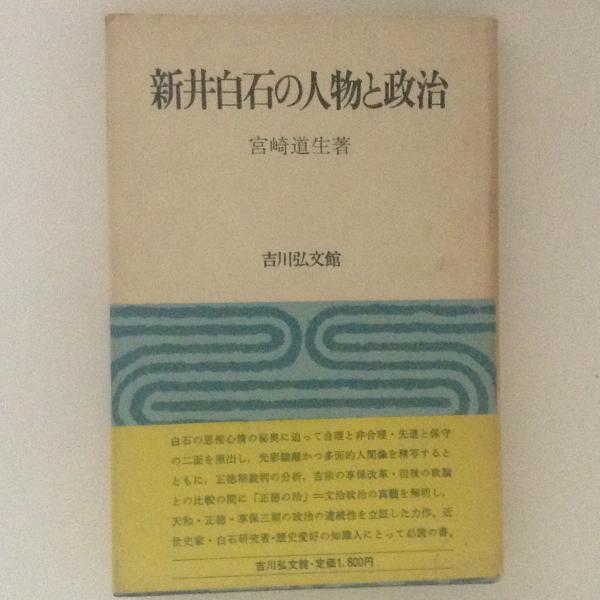 新井白石の人物と政治
宮崎道生著
吉川弘文館
白石の思惟心情の秘奥に迫って合理と非合理・先進と保守
の二面を照出し，光彩陸離かつ多面的人間像を描写すると
ともに，正徳期裁判の分析，吉宗の享保改革・徂徠の政論
との比較の間に「正徳の治」＝文治政治の真髄を解明し，
天和・正徳・享保三期の政治の連続性を立証した力作。近
世史家・白石研究者・歴史愛好の知識人にとって必読の書。
吉川弘文館・定価1,800円